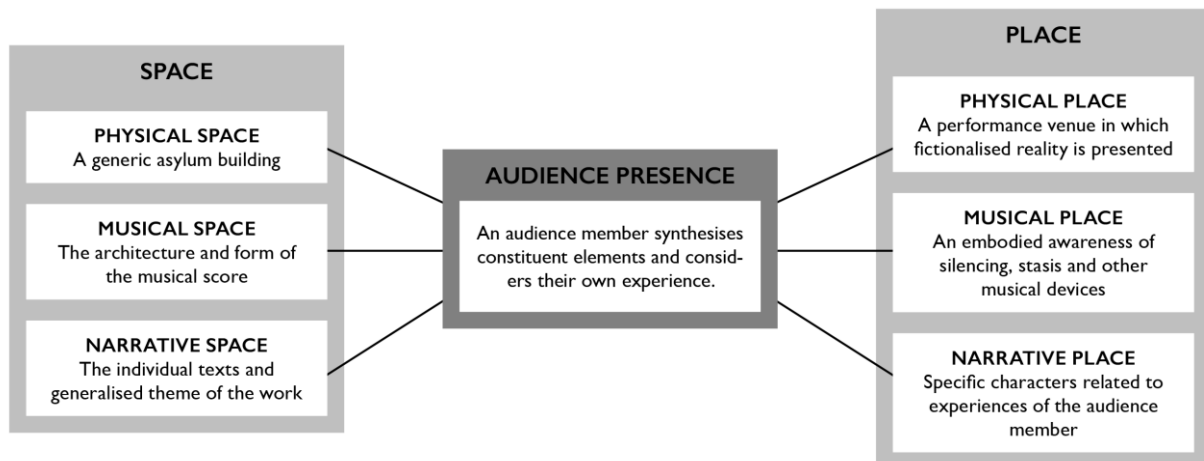 SPACE
PHYSICAL SPACE
A generic asylum building
MUSICAL SPACE
The architecture and form of
the musical score
NARRATIVE SPACE
The individual texts and
generalised theme of the work
AUDIENCE PRESENCE
An audience member synthesises
constituent elements and consid-
ers their own experience.
PLACE
PHYSICAL PLACE
A performance venue in which
fictionalised reality is presented
MUSICAL PLACE
An embodied awareness of
silencing, stasis and other
musical devices
NARRATIVE PLACE
Specific characters related to
experiences of the audience
member